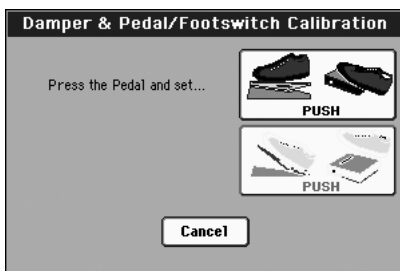 Damper & Pedal/Footswitch Calibration
Press the Pedal and set...
PUSH
PUSH
Cancel